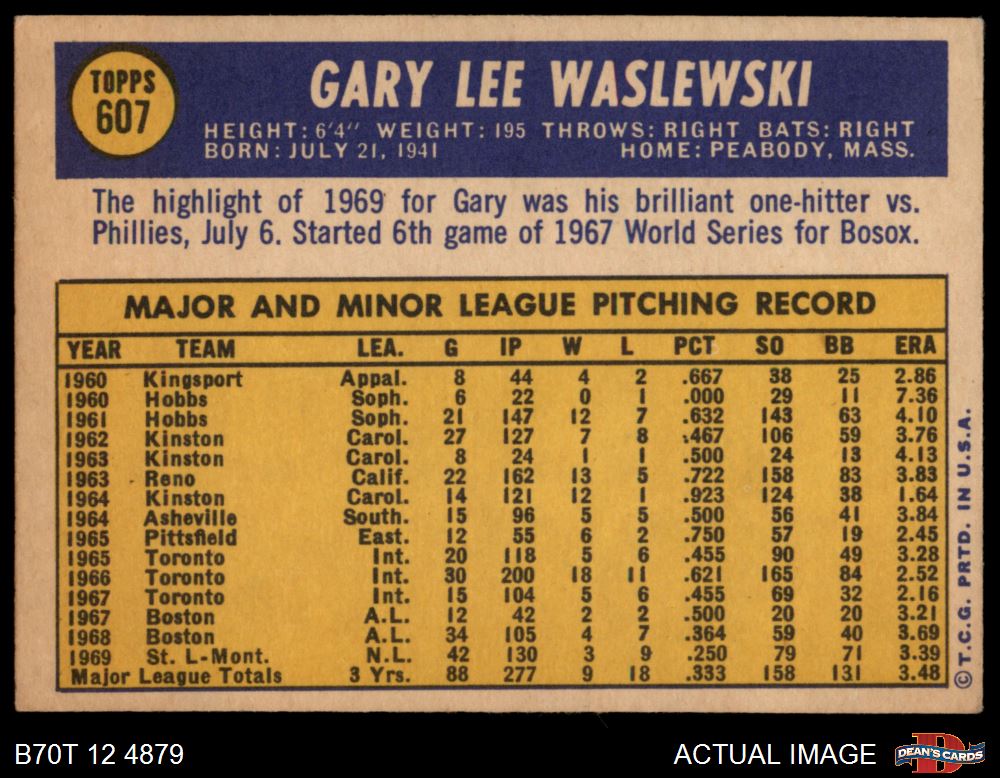 TOPPS
607
GARY LEE WASLEWSKI
HEIGHT: 6'4" WEIGHT: 195 THROWS: RIGHT BATS: RIGHT
BORN: JULY 21, 1941 HOME: PEABODY, MASS.
The highlight of 1969 for Gary was his brilliant one-hitter vs.
Phillies, July 6. Started 6th game of 1967 World Series for Bosox.
MAJOR AND MINOR LEAGUE PITCHING RECORD
YEAR TEAM LEA. G IP W L PCT SO BB ERA
1960 Kingsport Appal. 8 44 4 2 .667 38 25 2.86
1960 Hobbs Soph. 6 22 0 1 .000 29 11 7.36
1961 Hobbs Soph. 21 147 12 7 .632 143 63 4.10
1962 Kinston Carol. 27 127 7 8 .467 106 59 3.76
1963 Kinston Carol. 8 24 1 1 .500 24 13 4.13
1963 Reno Calif. 22 162 13 5 .722 158 83 3.83
1964 Kinston Carol. 14 121 12 1 .923 124 38 1.64
1964 Asheville South. 15 96 5 5 .500 56 41 3.84
1965 Pittsfield East. 12 55 6 2 .750 57 19 2.45
1965 Toronto Int. 20 118 5 6 .455 90 49 3.28
1966 Toronto Int. 30 200 18 11 .621 165 84 2.52
1967 Toronto Int. 15 104 5 6 .455 69 32 2.16
1967 Boston A.L. 12 42 2 2 .500 20 20 3.21
1968 Boston A.L. 34 105 4 7 .364 59 40 3.69
1969 St. L-Mont. N.L. 42 130 3 9 .250 79 71 3.39
Major League Totals 3 Yrs. 88 277 9 18 .333 158 131 3.48
© T.C.G. PRTD. IN U.S.A.
B70T 12 4879
ACTUAL IMAGE
DEAN'S CARDS